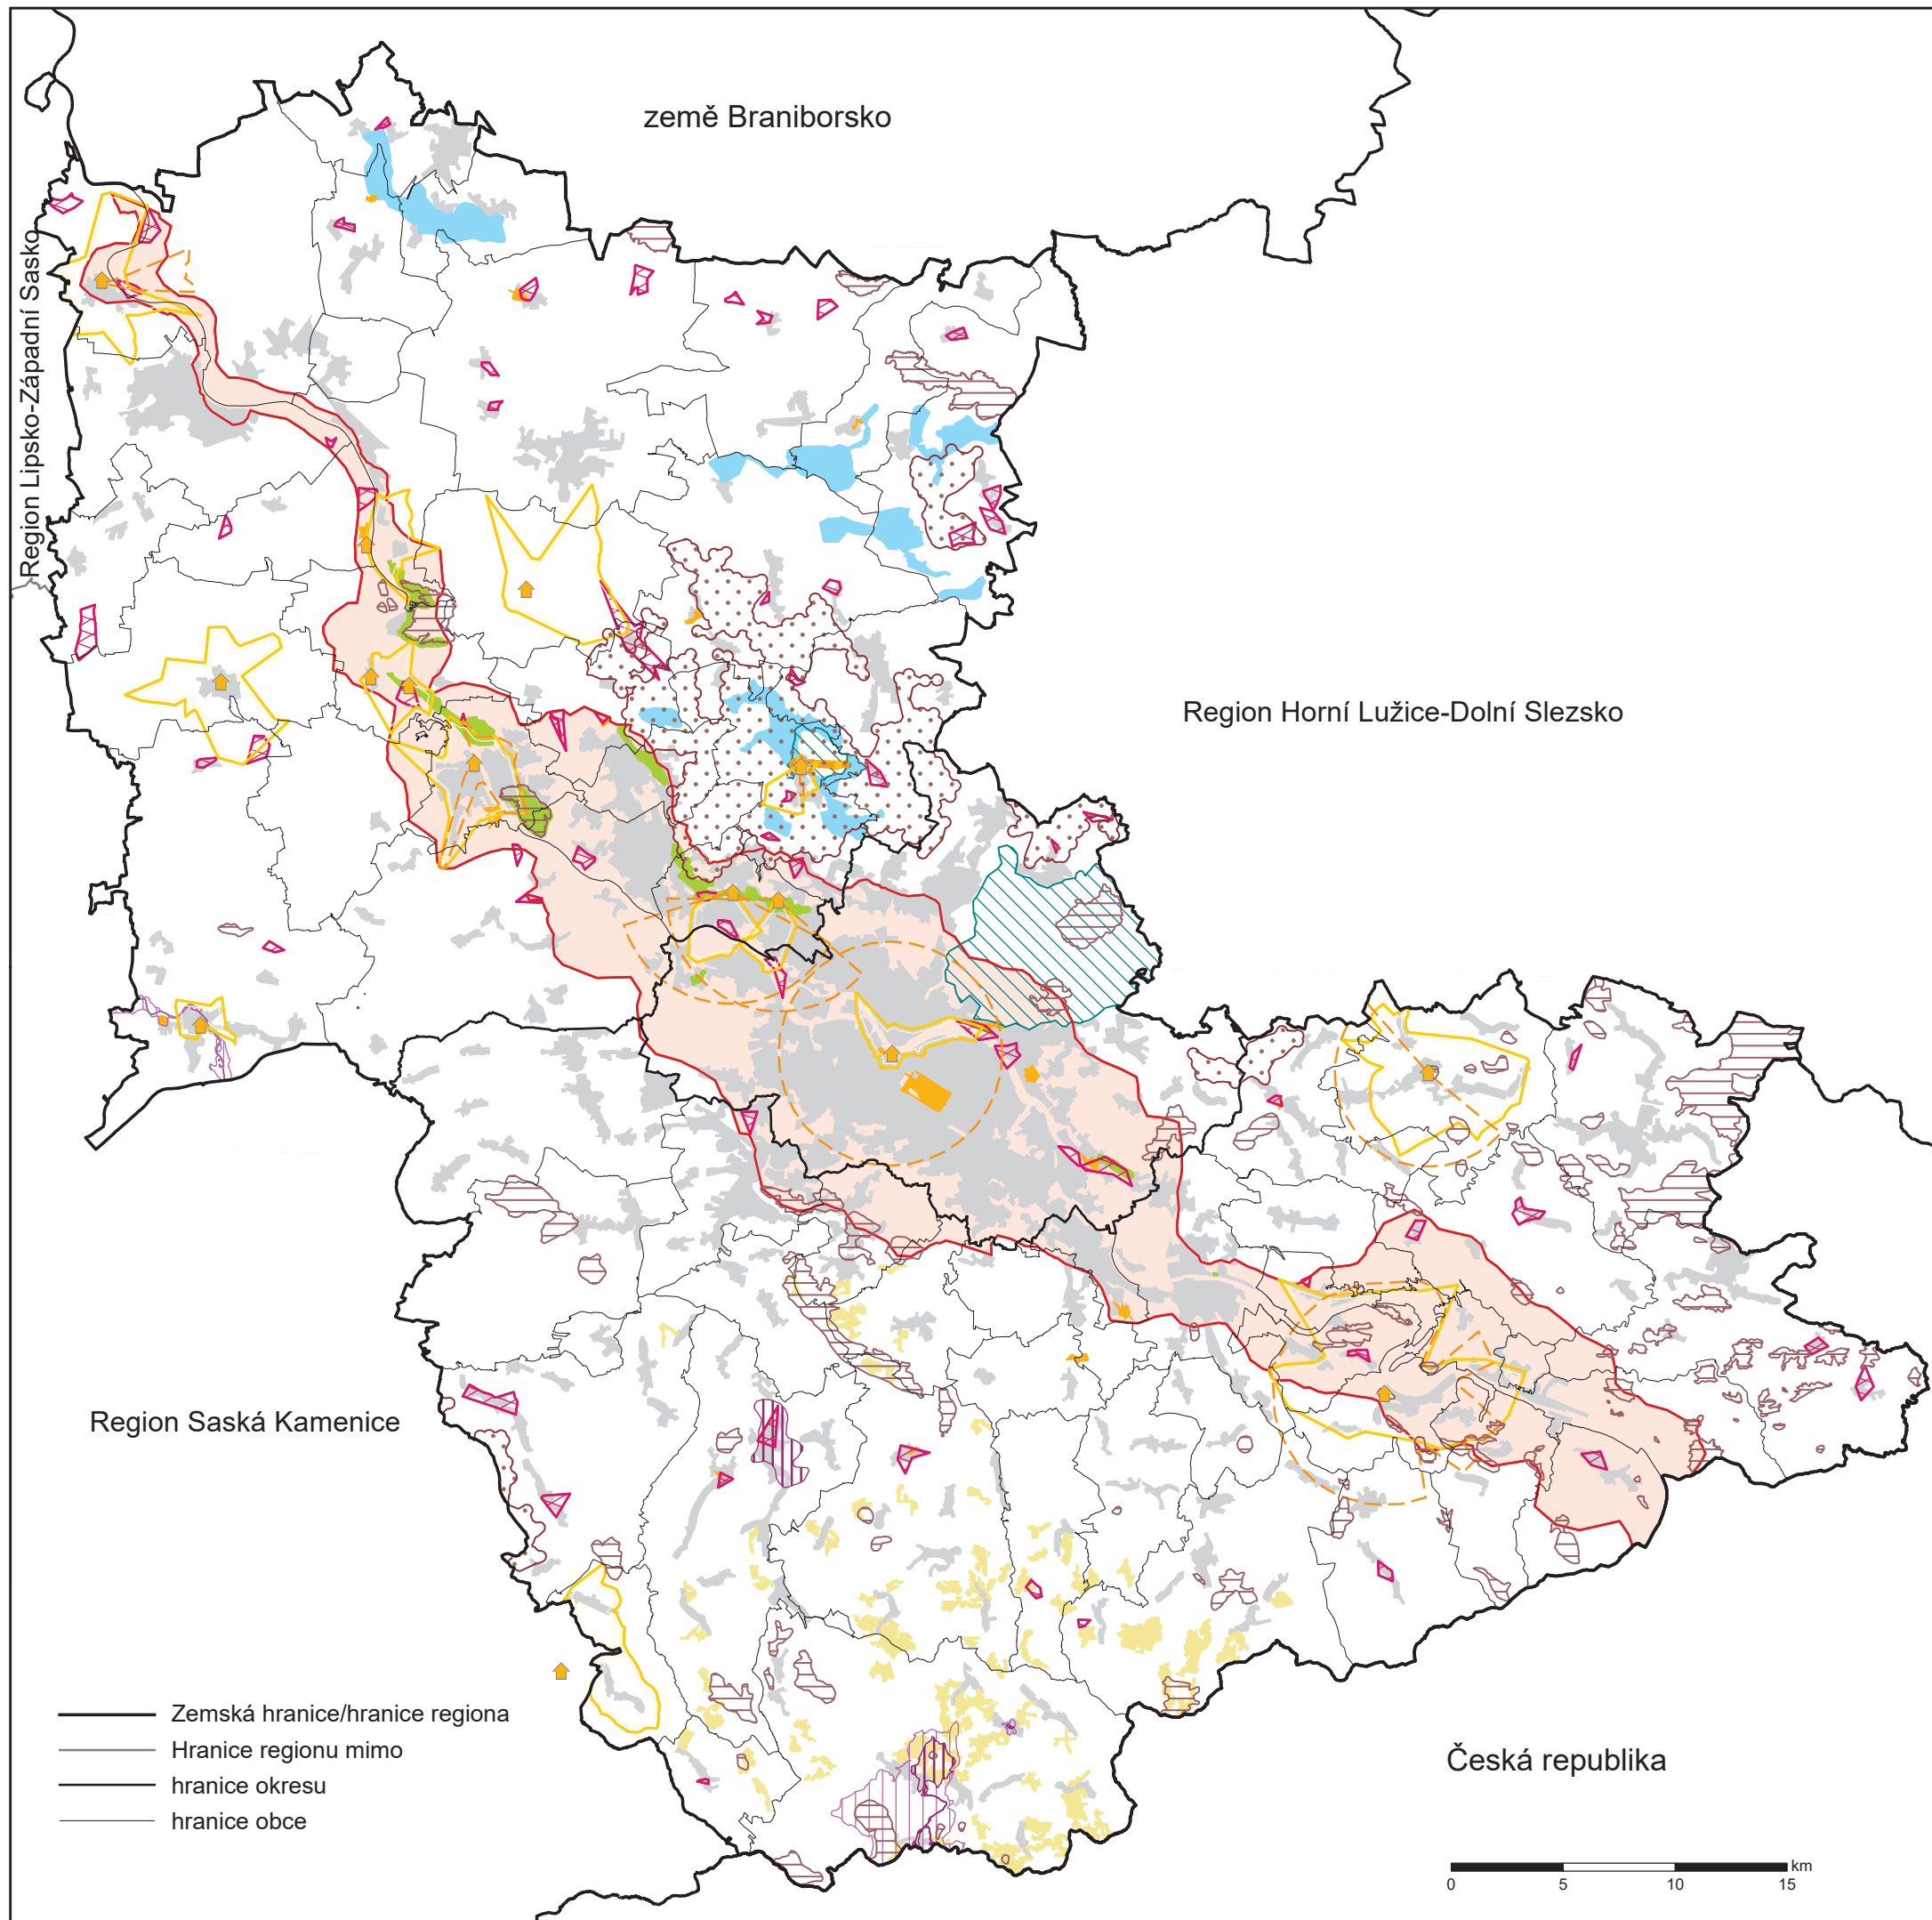 země Braniborsko
Region Lipsko-Západní Sasko
Region Horní Lužice-Dolní Slezsko
Region Saská Kamenice
Česká republika
Zemská hranice/hranice regiona
Hranice regionu mimo
hranice okresu
hranice obce
km
0 5 10 15